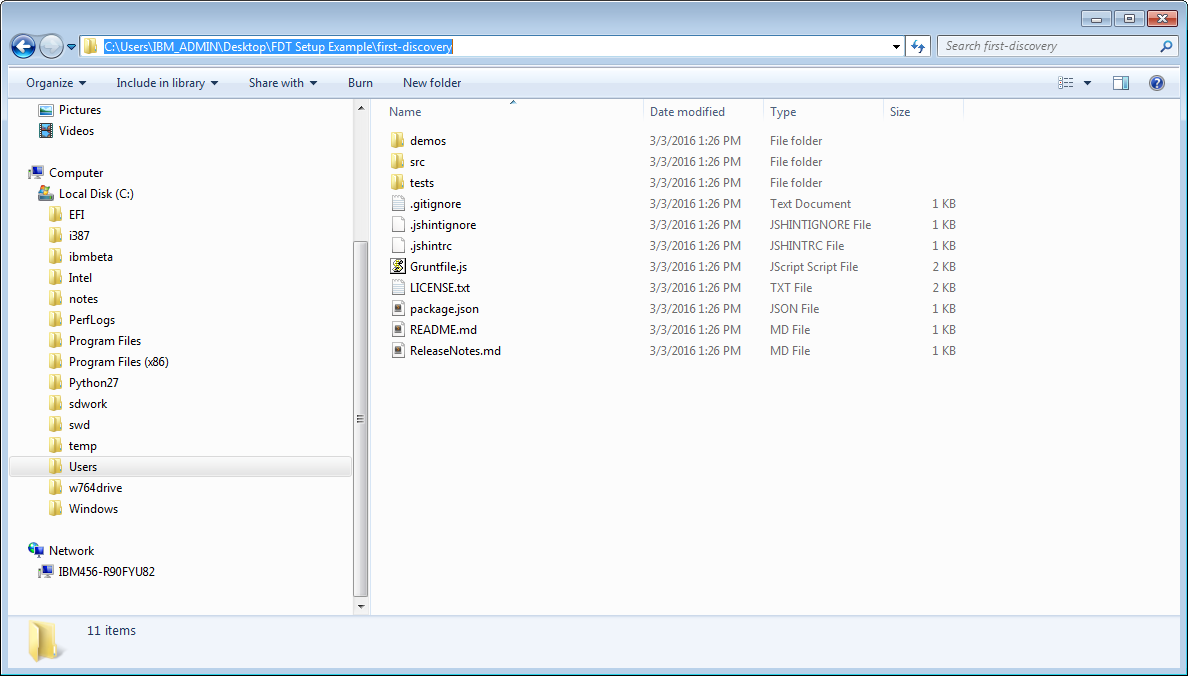 C:\Users\IBM_ADMIN\Desktop\FDT Setup Example\first-discovery
Search first-discovery
Organize Include in library Share with Burn New folder
Pictures
Videos
Computer
Local Disk (C:)
EFI
i387
ibmbeta
Intel
notes
PerfLogs
Program Files
Program Files (x86)
Python27
sdwork
swd
temp
Users
w764drive
Windows
Network
IBM456-R90FYU82
Name Date modified Type Size
demos 3/3/2016 1:26 PM File folder
src 3/3/2016 1:26 PM File folder
tests 3/3/2016 1:26 PM File folder
.gitignore 3/3/2016 1:26 PM Text Document 1 KB
.jshintignore 3/3/2016 1:26 PM JSHINTIGNORE File 1 KB
.jshintrc 3/3/2016 1:26 PM JSHINTRC File 1 KB
Gruntfile.js 3/3/2016 1:26 PM JScript Script File 2 KB
LICENSE.txt 3/3/2016 1:26 PM TXT File 2 KB
package.json 3/3/2016 1:26 PM JSON File 1 KB
README.md 3/3/2016 1:26 PM MD File 1 KB
ReleaseNotes.md 3/3/2016 1:26 PM MD File 1 KB
11 items